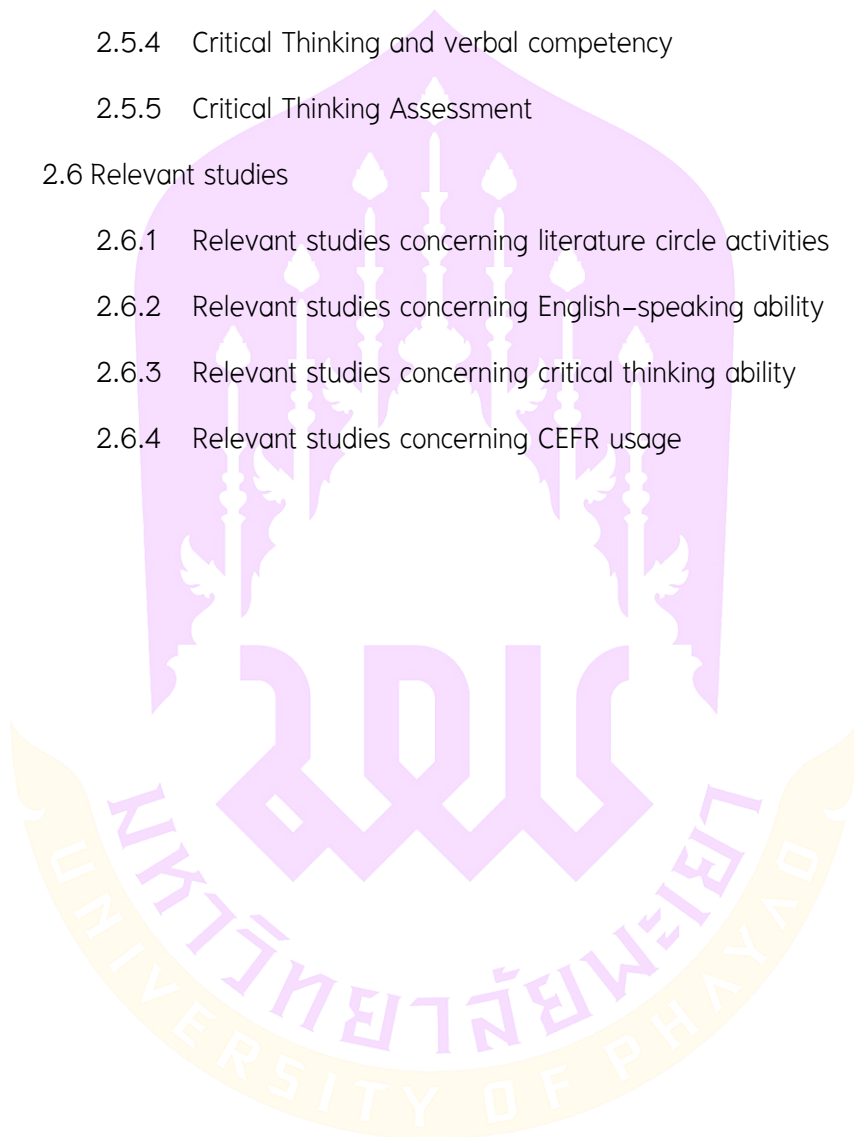 2.5.4 Critical Thinking and verbal competency
2.5.5 Critical Thinking Assessment
2.6 Relevant studies
2.6.1 Relevant studies concerning literature circle activities
2.6.2 Relevant studies concerning English–speaking ability
2.6.3 Relevant studies concerning critical thinking ability
2.6.4 Relevant studies concerning CEFR usage
มหาวิทยาลัยพะเยา
UNIVERSITY OF PHAYAO